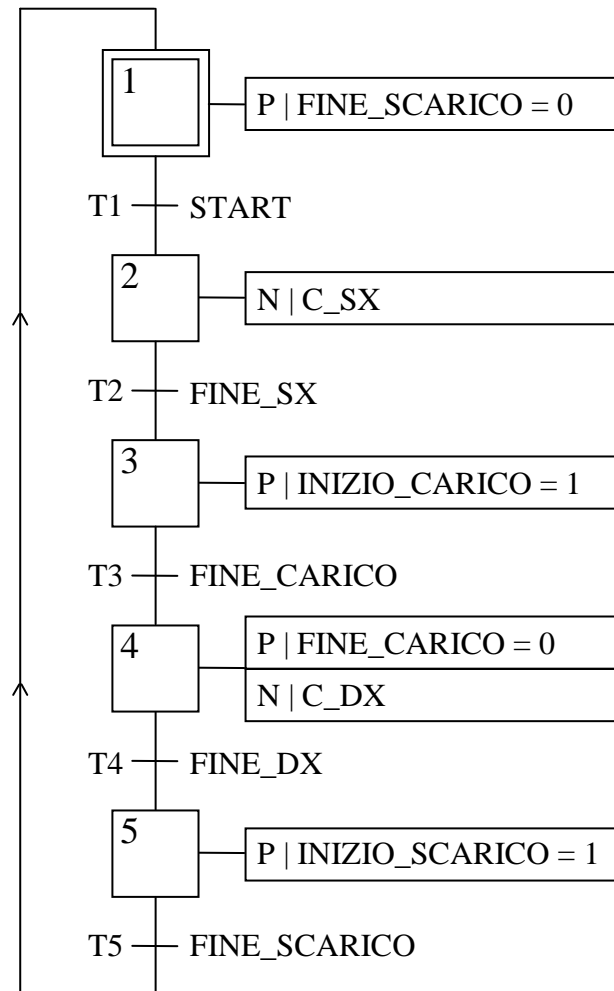 1
P | FINE_SCARICO = 0
T1 START
2
N | C_SX
T2 FINE_SX
3
P | INIZIO_CARICO = 1
T3 FINE_CARICO
4
P | FINE_CARICO = 0
N | C_DX
T4 FINE_DX
5
P | INIZIO_SCARICO = 1
T5 FINE_SCARICO